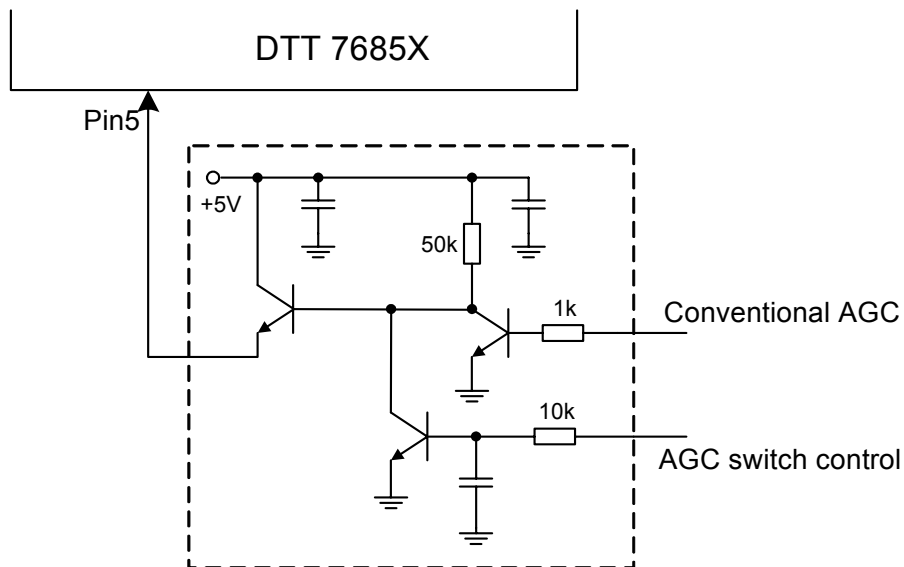 DTT 7685X
Pin5
+5V
50k
1k
Conventional AGC
10k
AGC switch control